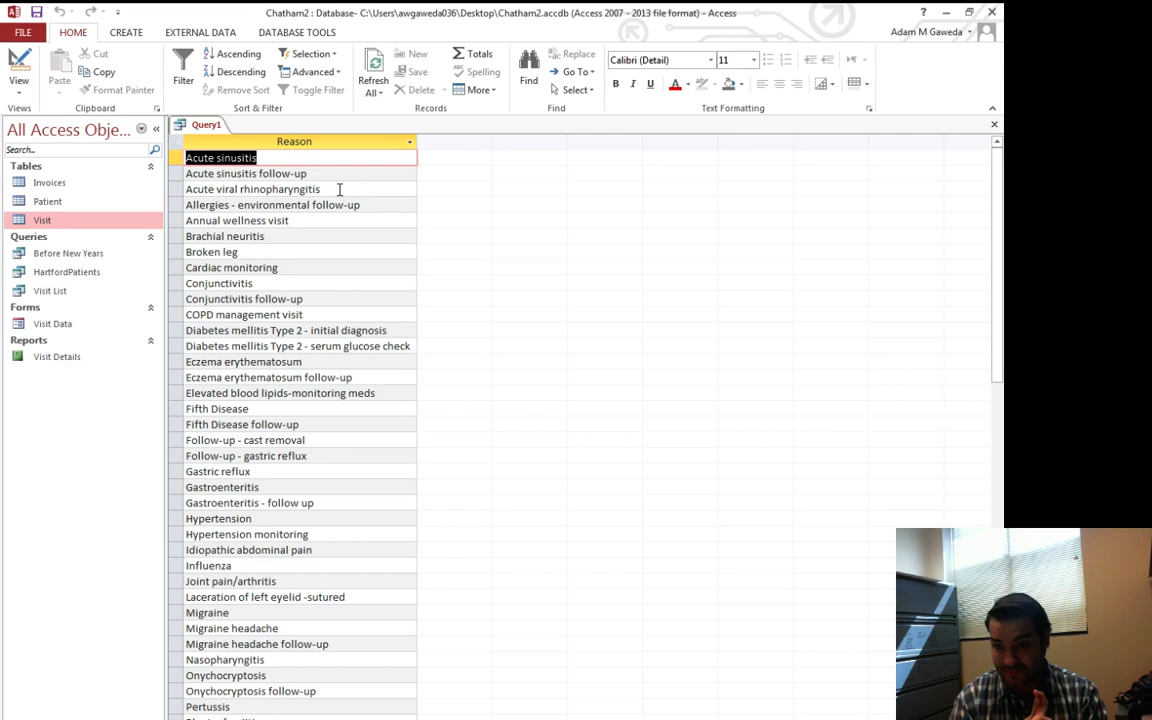 Chatham2 : Database- C:\Users\awgaweda036\Desktop\Chatham2.accdb (Access 2007 - 2013 file format) - Access
?
FILE HOME CREATE EXTERNAL DATA DATABASE TOOLS
Adam M Gaweda
View
Views
Paste
Cut
Copy
Format Painter
Clipboard
Filter
Ascending
Descending
Remove Sort
Selection
Advanced
Toggle Filter
Sort & Filter
Refresh
All
New
Save
Delete
Totals
Spelling
More
Records
Find
Replace
Go To
Select
Find
Calibri (Detail) 11
B I U A
Text Formatting
All Access Obje...
Search...
Tables
Invoices
Patient
Visit
Queries
Before New Years
HartfordPatients
Visit List
Forms
Visit Data
Reports
Visit Details
Query1
Reason
Acute sinusitis
Acute sinusitis follow-up
Acute viral rhinopharyngitis
Allergies - environmental follow-up
Annual wellness visit
Brachial neuritis
Broken leg
Cardiac monitoring
Conjunctivitis
Conjunctivitis follow-up
COPD management visit
Diabetes mellitis Type 2 - initial diagnosis
Diabetes mellitis Type 2 - serum glucose check
Eczema erythematosum
Eczema erythematosum follow-up
Elevated blood lipids-monitoring meds
Fifth Disease
Fifth Disease follow-up
Follow-up - cast removal
Follow-up - gastric reflux
Gastric reflux
Gastroenteritis
Gastroenteritis - follow up
Hypertension
Hypertension monitoring
Idiopathic abdominal pain
Influenza
Joint pain/arthritis
Laceration of left eyelid -sutured
Migraine
Migraine headache
Migraine headache follow-up
Nasopharyngitis
Onychocryptosis
Onychocryptosis follow-up
Pertussis